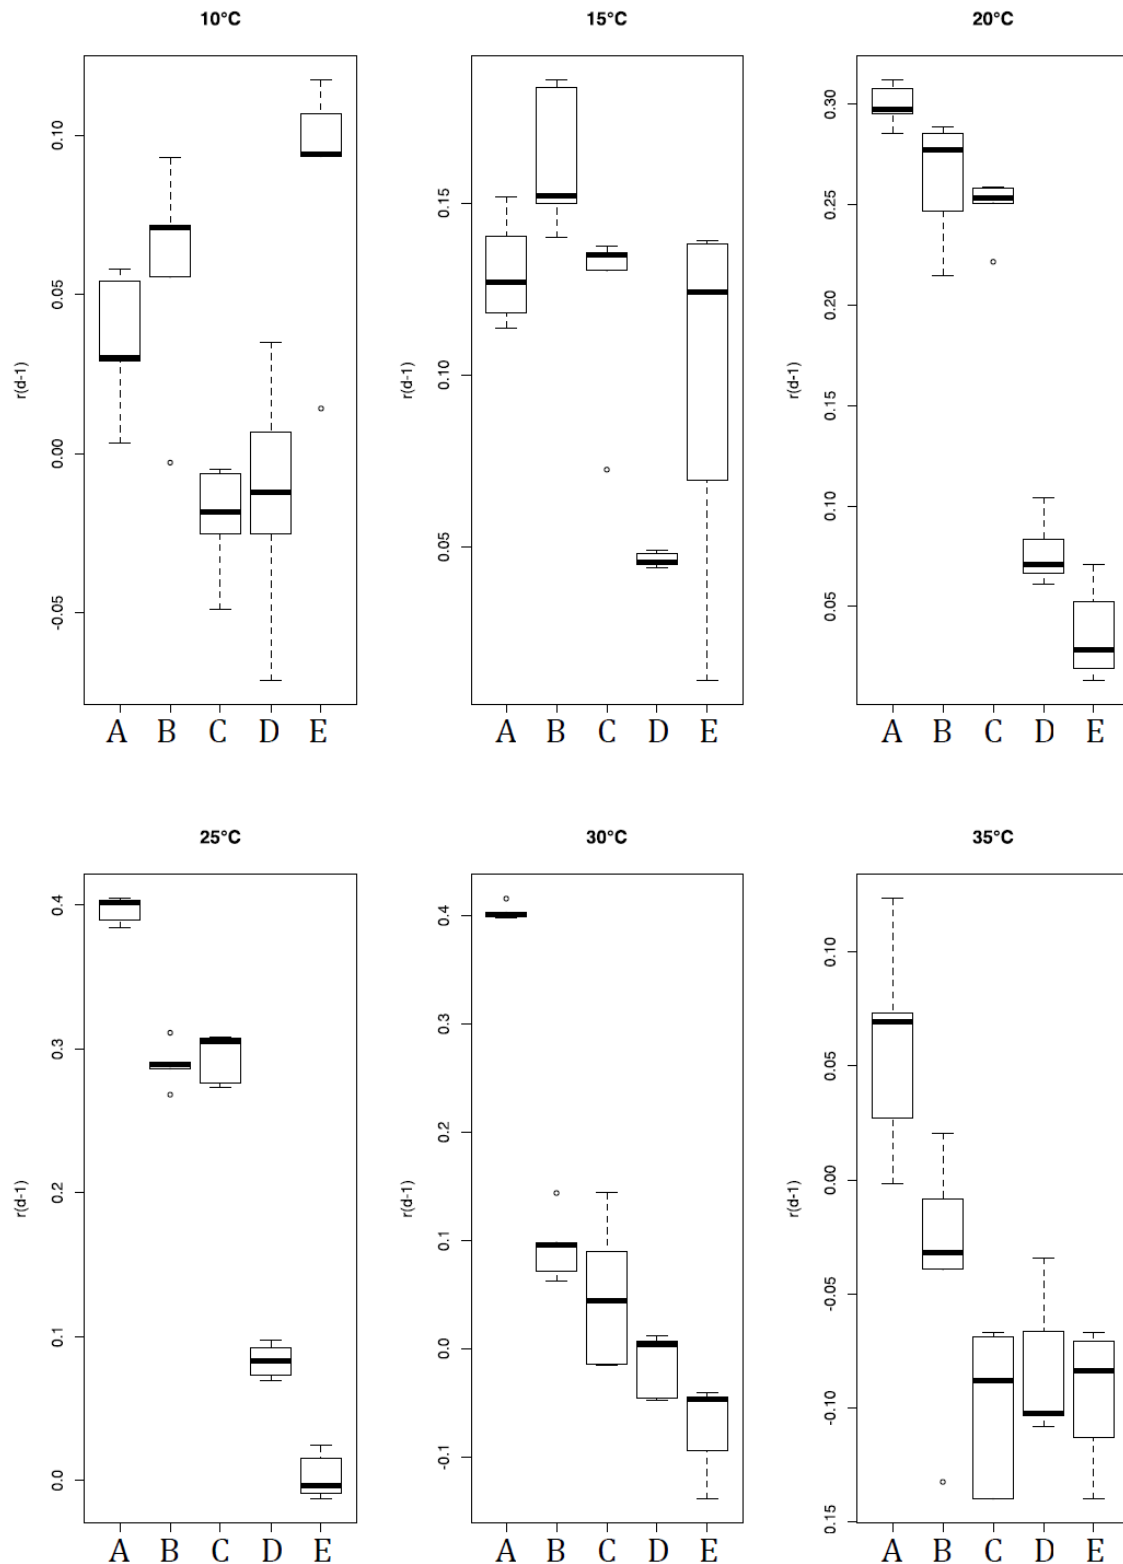 10°C 15°C 20°C
r(d-1) 0.10 0.05 0.00 -0.05
r(d-1) 0.15 0.10 0.05
r(d-1) 0.30 0.25 0.20 0.15 0.10 0.05
A B C D E A B C D E A B C D E
25°C 30°C 35°C
r(d-1) 0.4 0.3 0.2 0.1 0.0
r(d-1) 0.4 0.3 0.2 0.1 0.0 -0.1
r(d-1) 0.10 0.05 0.00 -0.05 -0.10 0.15
A B C D E A B C D E A B C D E